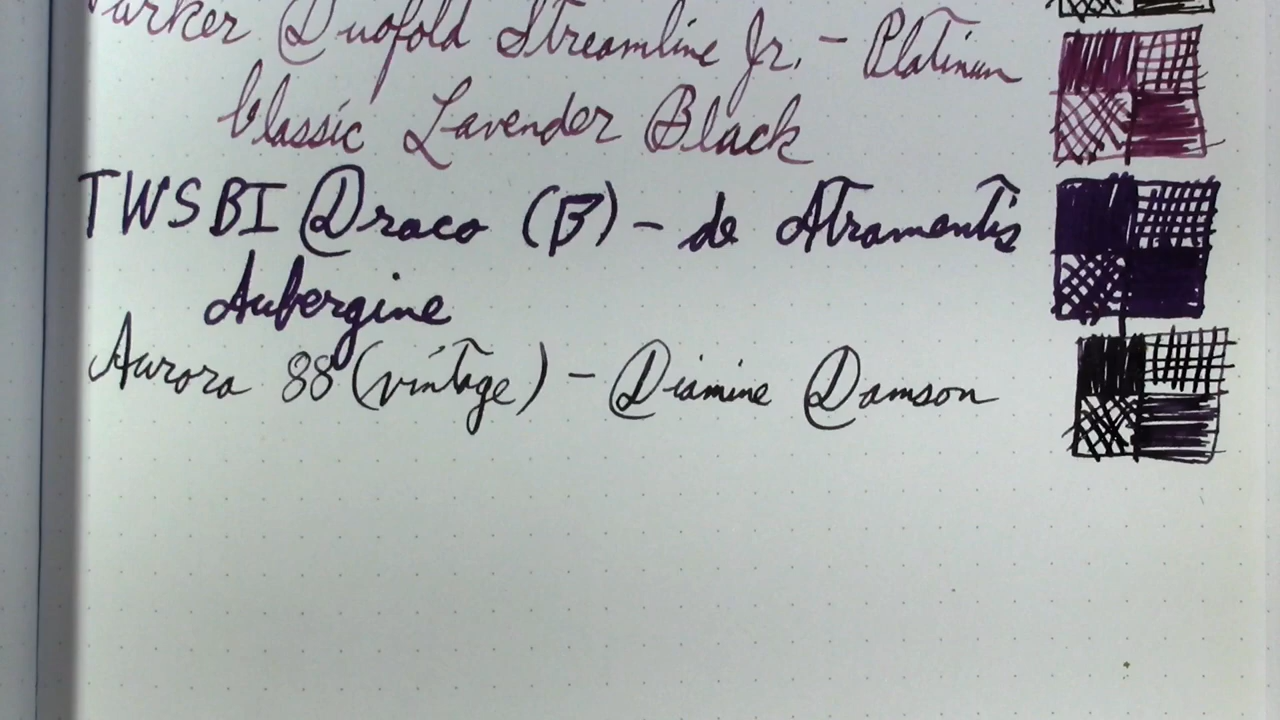 Parker Duofold Streamline Jr. - Platinum
Classic Lavender Black
TWSBI Draco (B) - de Atramentis
Aubergine
Aurora 88 (vintage) - Diamine Damson